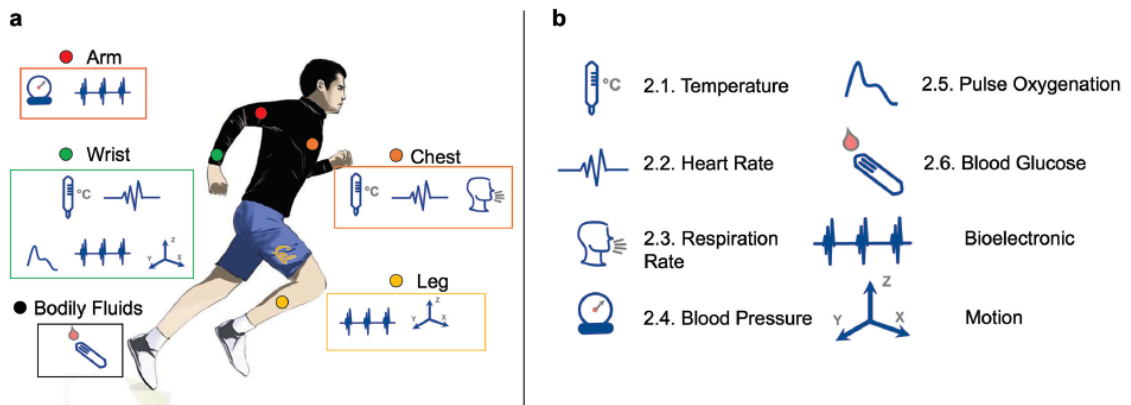 a
Arm
Wrist
°C
Z
Y
X
Bodily Fluids
Chest
°C
Leg
Z
Y
X
b
°C
2.1. Temperature
2.2. Heart Rate
2.3. Respiration
Rate
2.4. Blood Pressure
2.5. Pulse Oxygenation
2.6. Blood Glucose
Bioelectronic
Z
Y
X
Motion